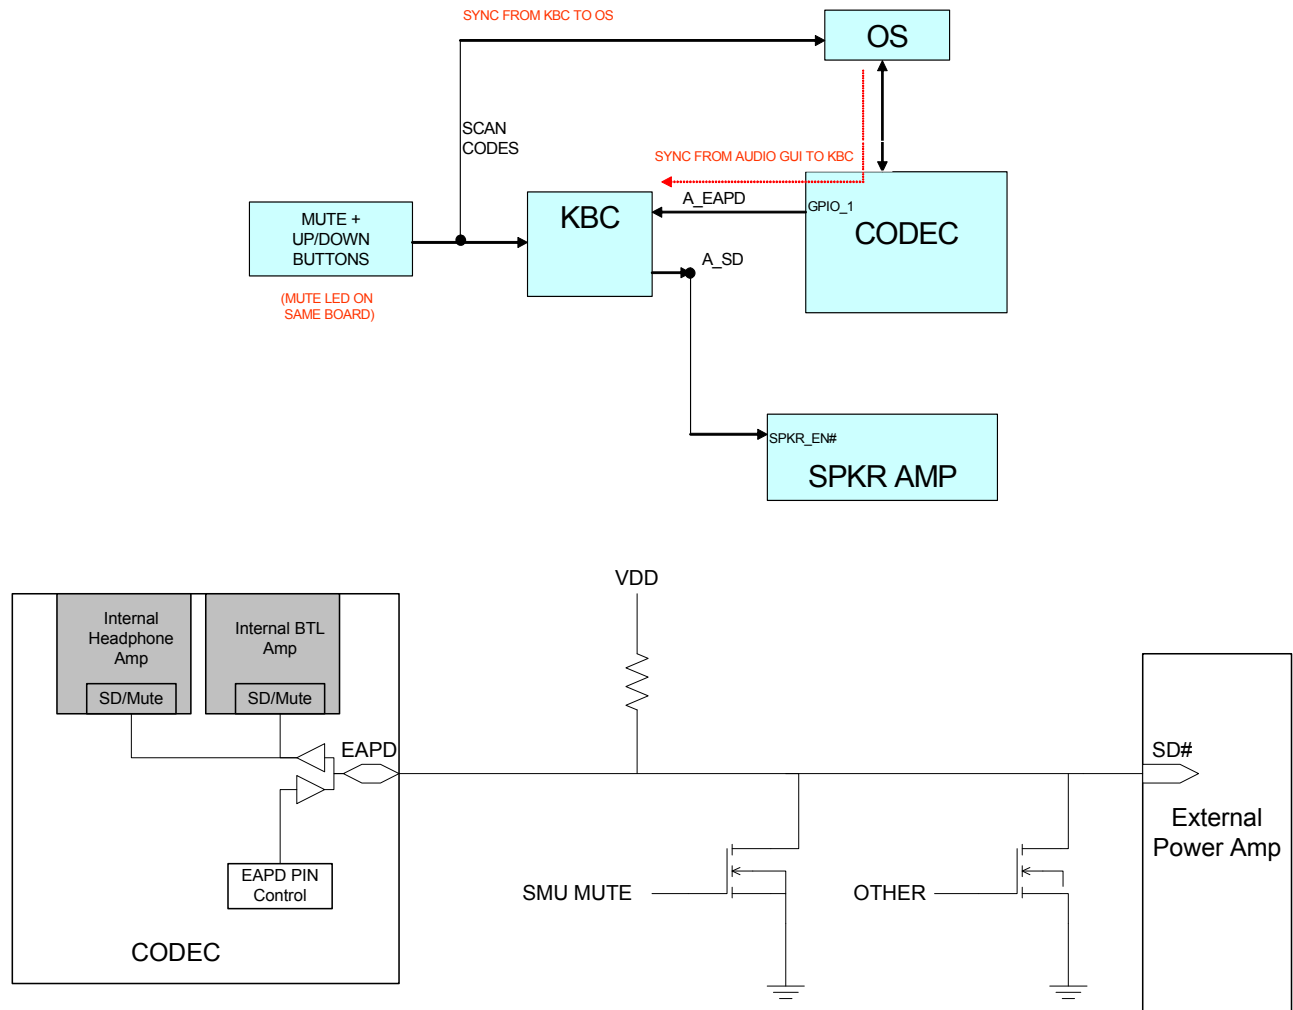 SYNC FROM KBC TO OS
OS
SCAN
CODES
SYNC FROM AUDIO GUI TO KBC
MUTE +
UP/DOWN
BUTTONS
(MUTE LED ON
SAME BOARD)
KBC
A_EAPD
GPIO_1
CODEC
A_SD
SPKR_EN#
SPKR AMP
VDD
Internal
Headphone
Amp
SD/Mute
Internal BTL
Amp
SD/Mute
EAPD
EAPD PIN
Control
CODEC
SMU MUTE
OTHER
SD#
External
Power Amp